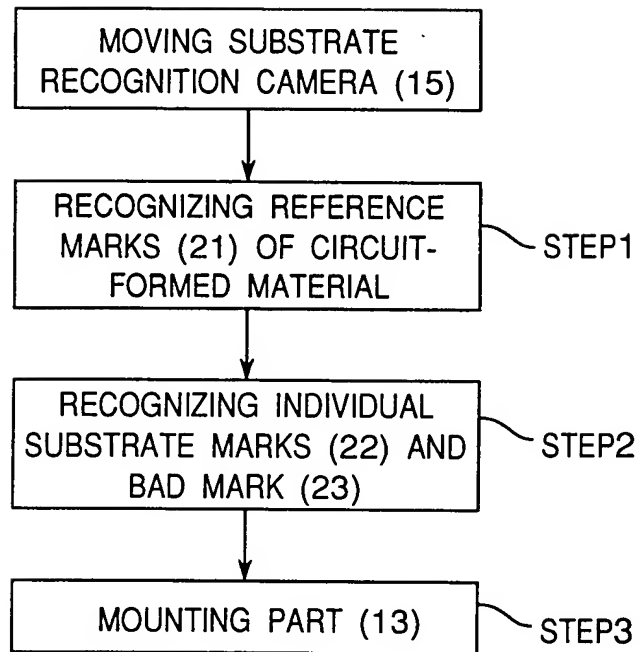 MOVING SUBSTRATE
RECOGNITION CAMERA (15)
RECOGNIZING REFERENCE
MARKS (21) OF CIRCUIT-
FORMED MATERIAL
STEP1
RECOGNIZING INDIVIDUAL
SUBSTRATE MARKS (22) AND
BAD MARK (23)
STEP2
MOUNTING PART (13)
STEP3